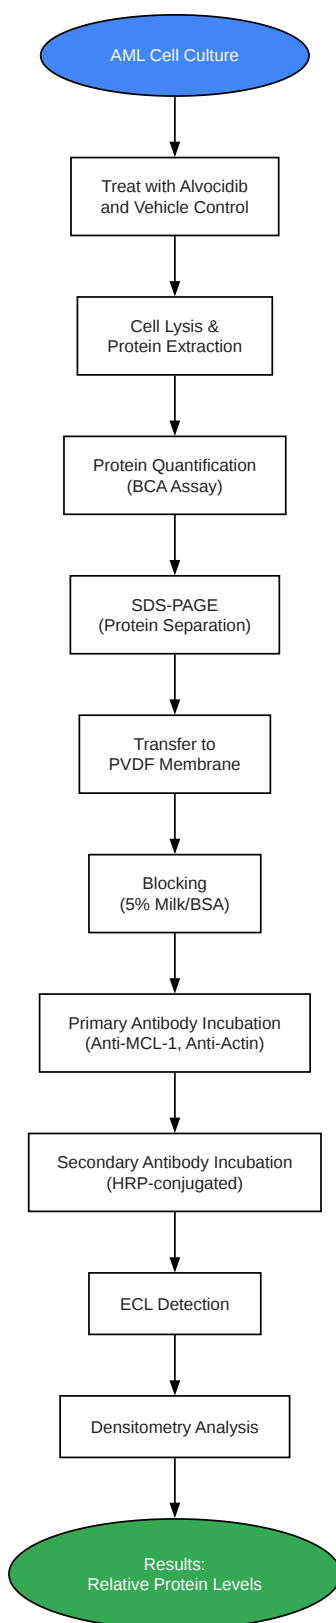 AML Cell Culture
Treat with Alvocidib
and Vehicle Control
Cell Lysis &
Protein Extraction
Protein Quantification
(BCA Assay)
SDS-PAGE
(Protein Separation)
Transfer to
PVDF Membrane
Blocking
(5% Milk/BSA)
Primary Antibody Incubation
(Anti-MCL-1, Anti-Actin)
Secondary Antibody Incubation
(HRP-conjugated)
ECL Detection
Densitometry Analysis
Results:
Relative Protein Levels